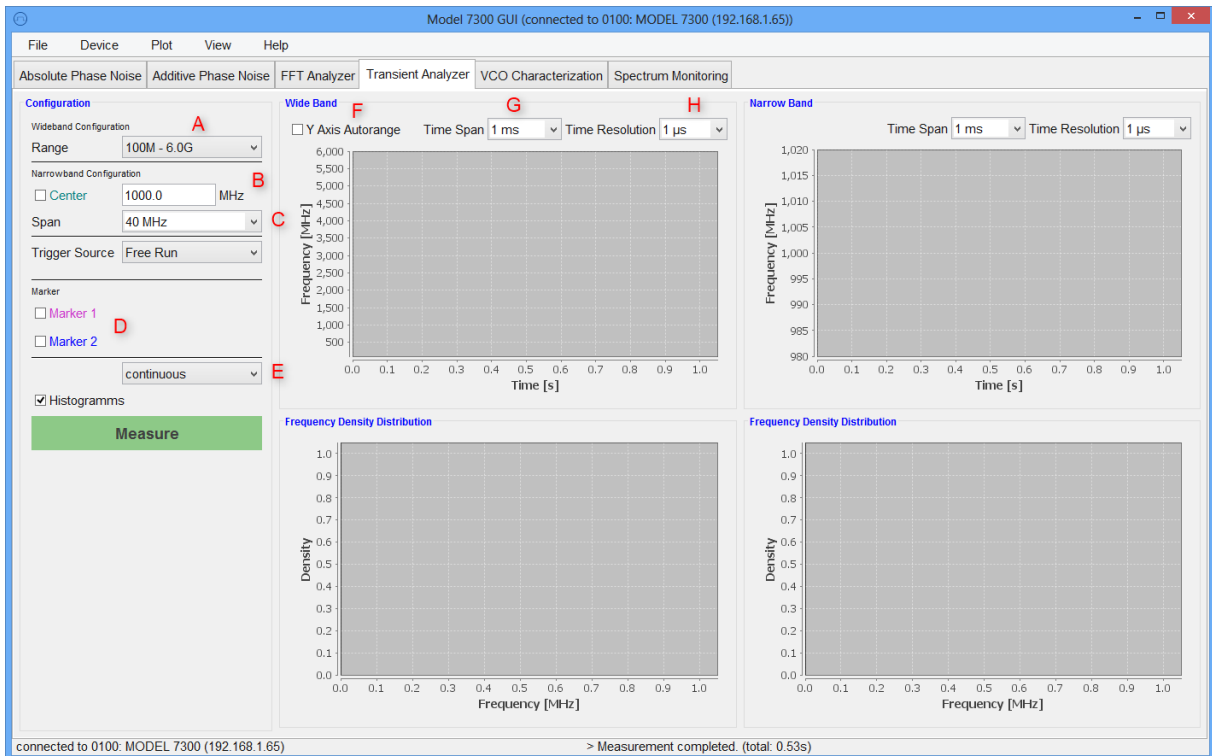 Model 7300 GUI (connected to 0100: MODEL 7300 (192.168.1.65))
File Device Plot View Help
Absolute Phase Noise Additive Phase Noise FFT Analyzer Transient Analyzer VCO Characterization Spectrum Monitoring
Configuration
Wideband Configuration
A
Range 100M - 6.0G
Narrowband Configuration
B
Center 1000.0 MHz
Span 40 MHz
C
Trigger Source Free Run
Marker
Marker 1
D
Marker 2
continuous
E
Histogramms
Measure
Wide Band
F
G
H
Y Axis Autorange Time Span 1 ms Time Resolution 1 µs
6,000
5,500
5,000
4,500
4,000
3,500
3,000
2,500
2,000
1,500
1,000
500
Frequency [MHz]
0.0 0.1 0.2 0.3 0.4 0.5 0.6 0.7 0.8 0.9 1.0
Time [s]
Narrow Band
Time Span 1 ms Time Resolution 1 µs
1,020
1,015
1,010
1,005
1,000
995
990
985
980
Frequency [MHz]
0.0 0.1 0.2 0.3 0.4 0.5 0.6 0.7 0.8 0.9 1.0
Time [s]
Frequency Density Distribution
1.0
0.9
0.8
0.7
0.6
0.5
0.4
0.3
0.2
0.1
0.0
Density
0.0 0.1 0.2 0.3 0.4 0.5 0.6 0.7 0.8 0.9 1.0
Frequency [MHz]
Frequency Density Distribution
1.0
0.9
0.8
0.7
0.6
0.5
0.4
0.3
0.2
0.1
0.0
Density
0.0 0.1 0.2 0.3 0.4 0.5 0.6 0.7 0.8 0.9 1.0
Frequency [MHz]
connected to 0100: MODEL 7300 (192.168.1.65)
> Measurement completed. (total: 0.53s)